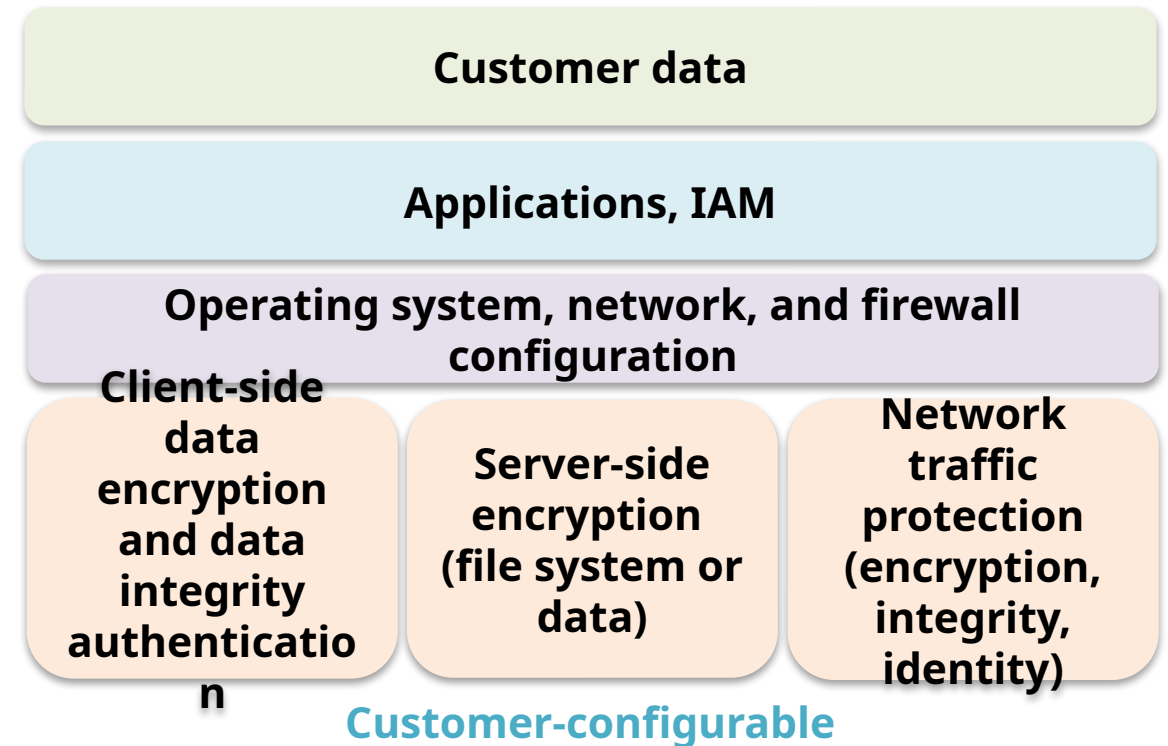 Customer data
Applications, IAM
Operating system, network, and firewall
configuration
Client-side
data
encryption
and data
integrity
authenticatio
n
Server-side
encryption
(file system or
data)
Network
traffic
protection
(encryption,
integrity,
identity)
Customer-configurable